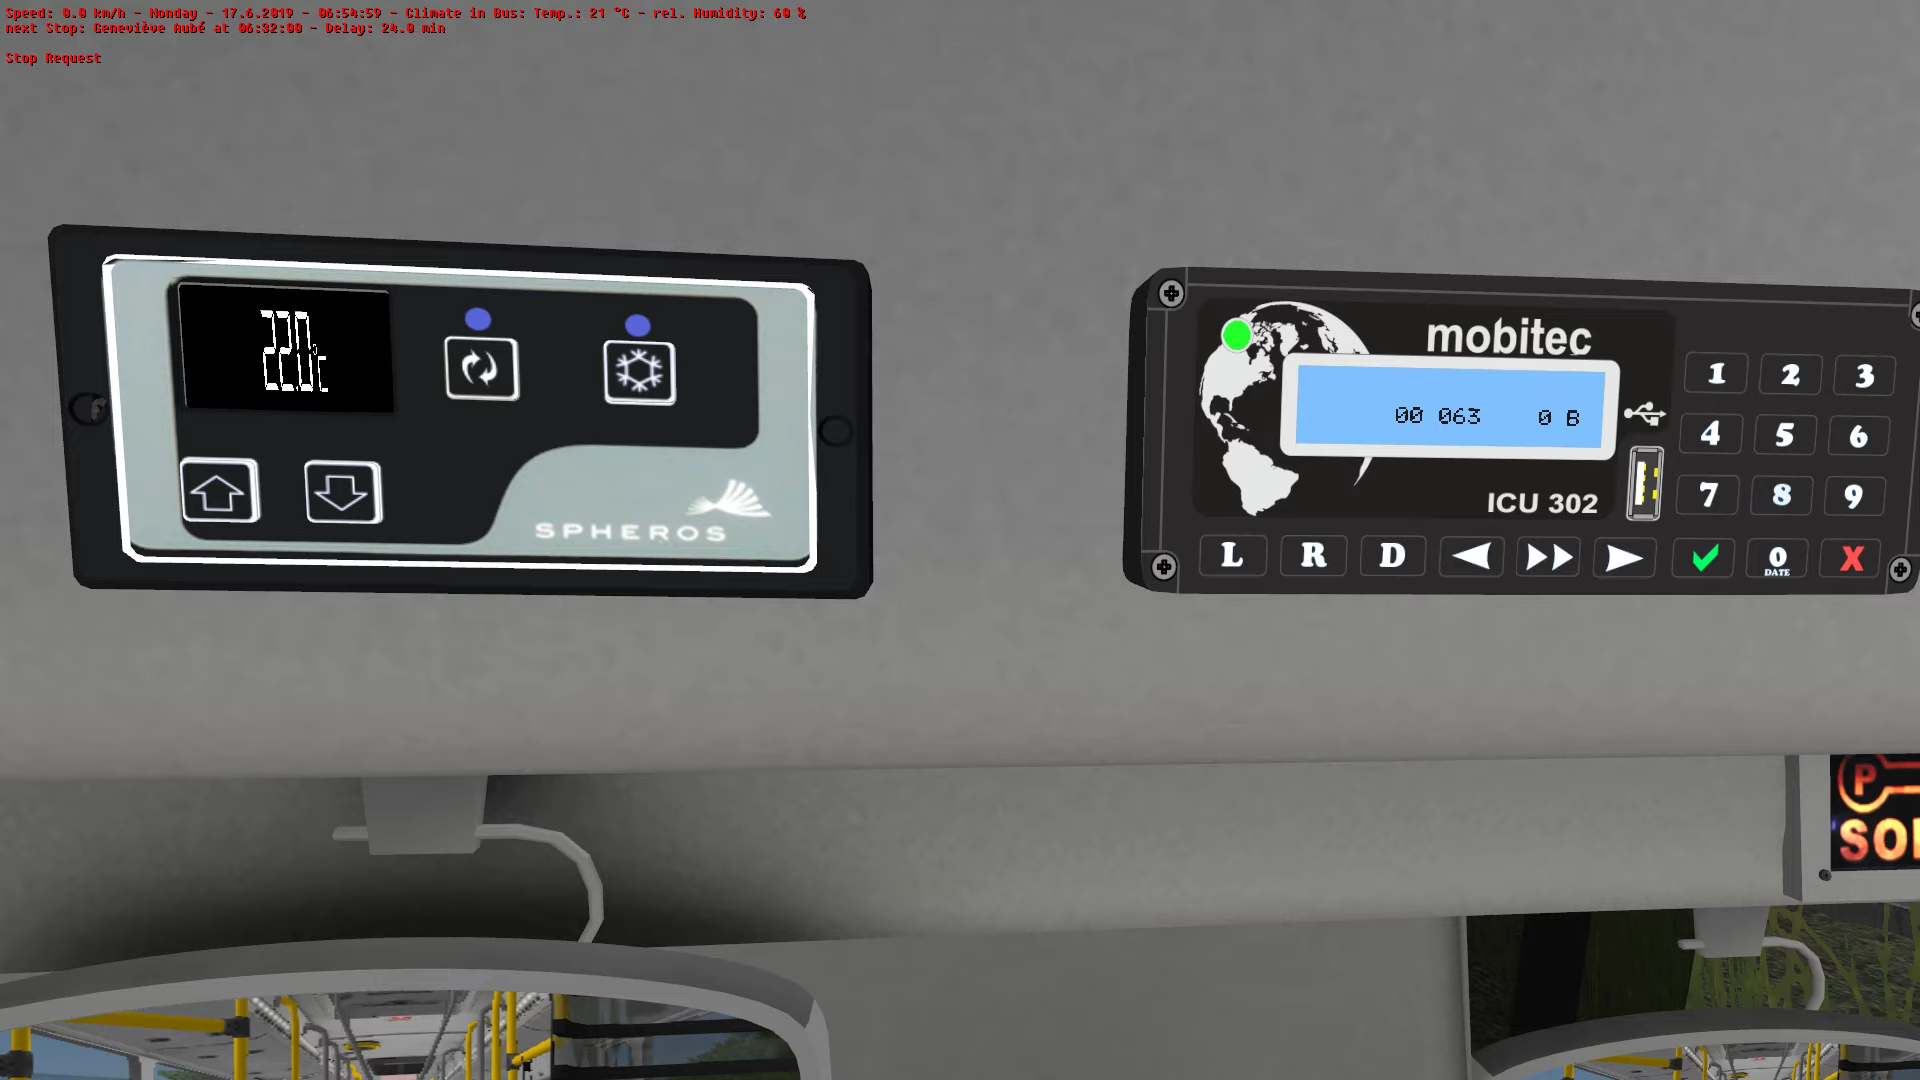 Speed: 0.0 km/h - Monday - 17.6.2019 - 06:54:59 - Climate in Bus: Temp.: 21 °C - rel. Humidity: 60 %
next Stop: Geneviève Aubé at 06:32:00 - Delay: 24.0 min
Stop Request
22.0°C
SPHEROS
mobitec
00 063 0 B
ICU 302
1 2 3
4 5 6
7 8 9
L R D 0 X
DATE
P